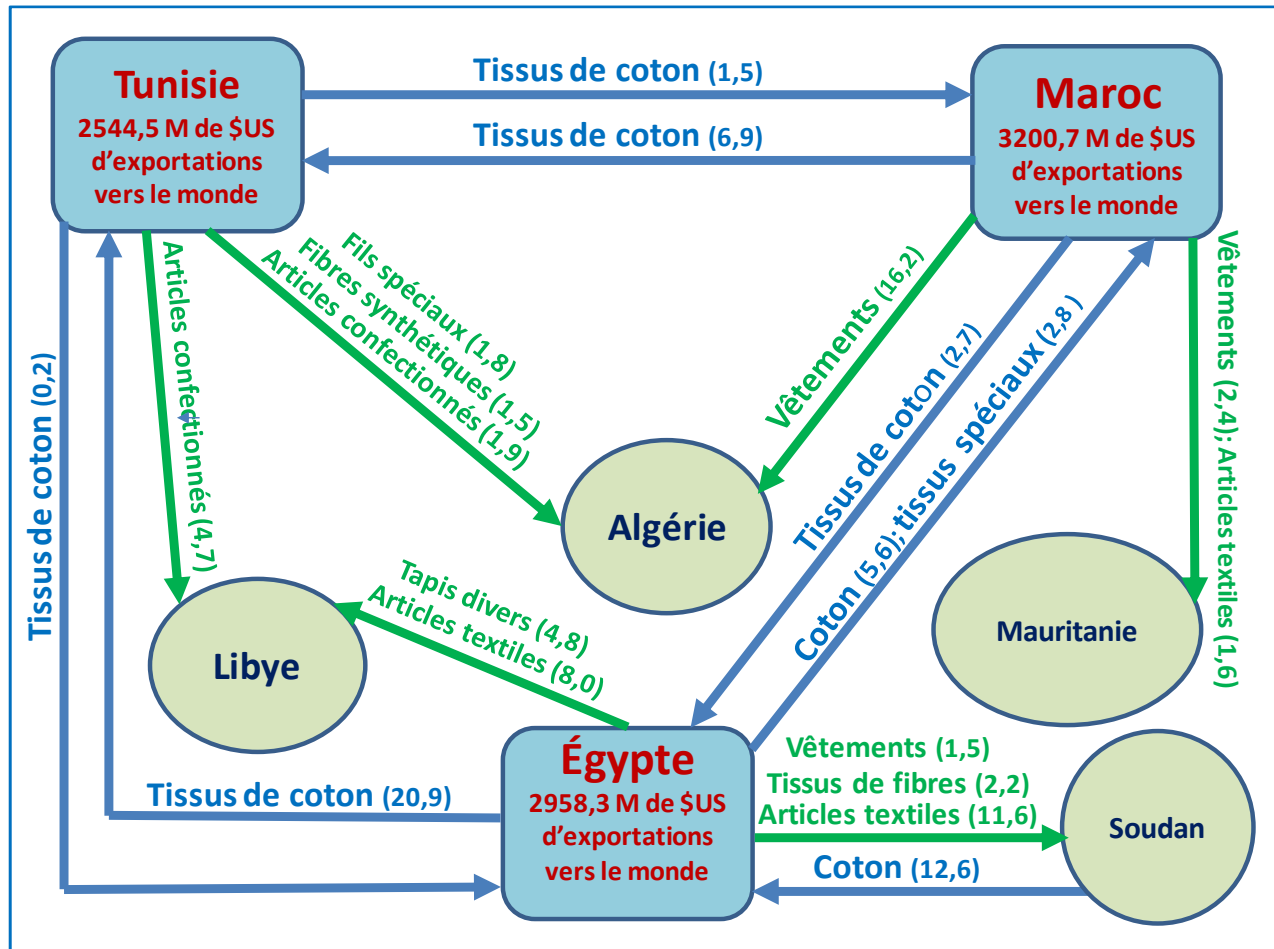 Tunisie
2544,5 M de $US
d'exportations
vers le monde
Tissus de coton (1,5)
Tissus de coton (6,9)
Maroc
3200,7 M de $US
d'exportations
vers le monde
Tissus de coton (0,2)
Articles confectionnés (4,7)
Fils spéciaux (1,8)
Fibres synthétiques (1,5)
Articles confectionnés (1,9)
Vêtements (16,2)
Tissus de coton (2,7)
Coton (5,6); tissus spéciaux (2,8 )
Vêtements (2,4); Articles textiles (1,6)
Algérie
Mauritanie
Libye
Tapis divers (4,8)
Articles textiles (8,0)
Égypte
2958,3 M de $US
d'exportations
vers le monde
Tissus de coton (20,9)
Vêtements (1,5)
Tissus de fibres (2,2)
Articles textiles (11,6)
Coton (12,6)
Soudan